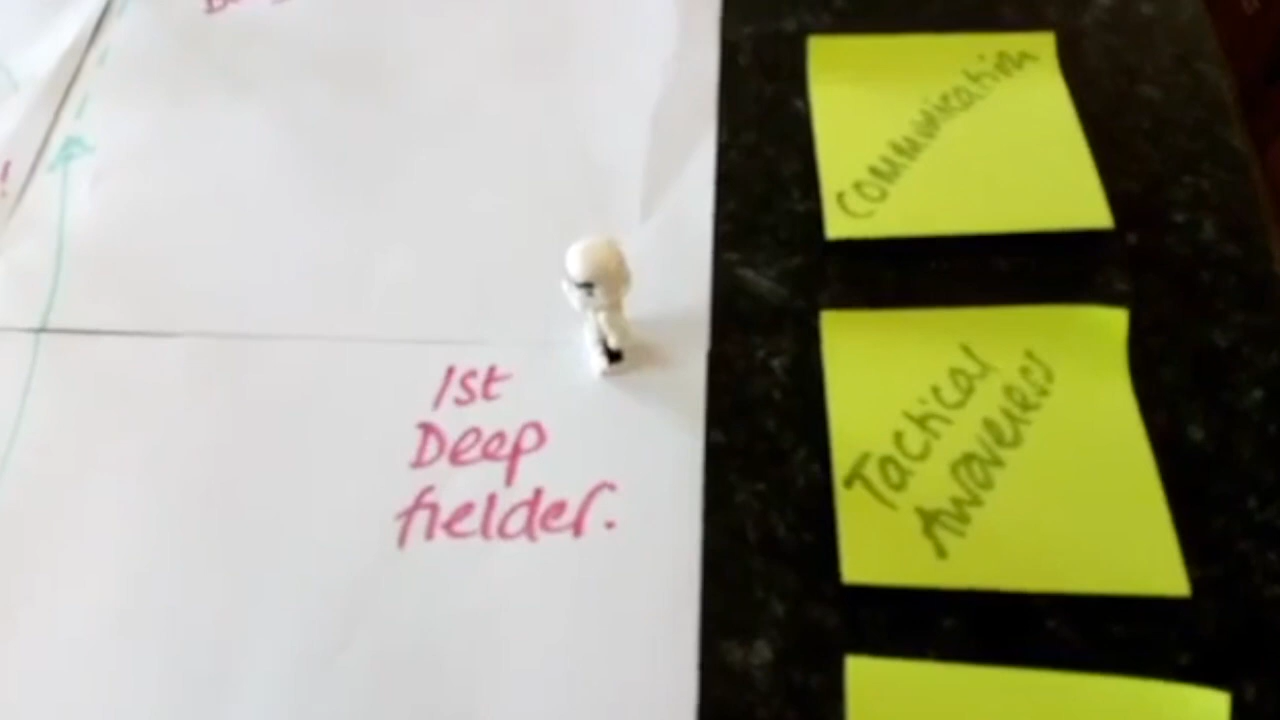 1st
Deep
fielder.
Communication
Tactical
Awareness